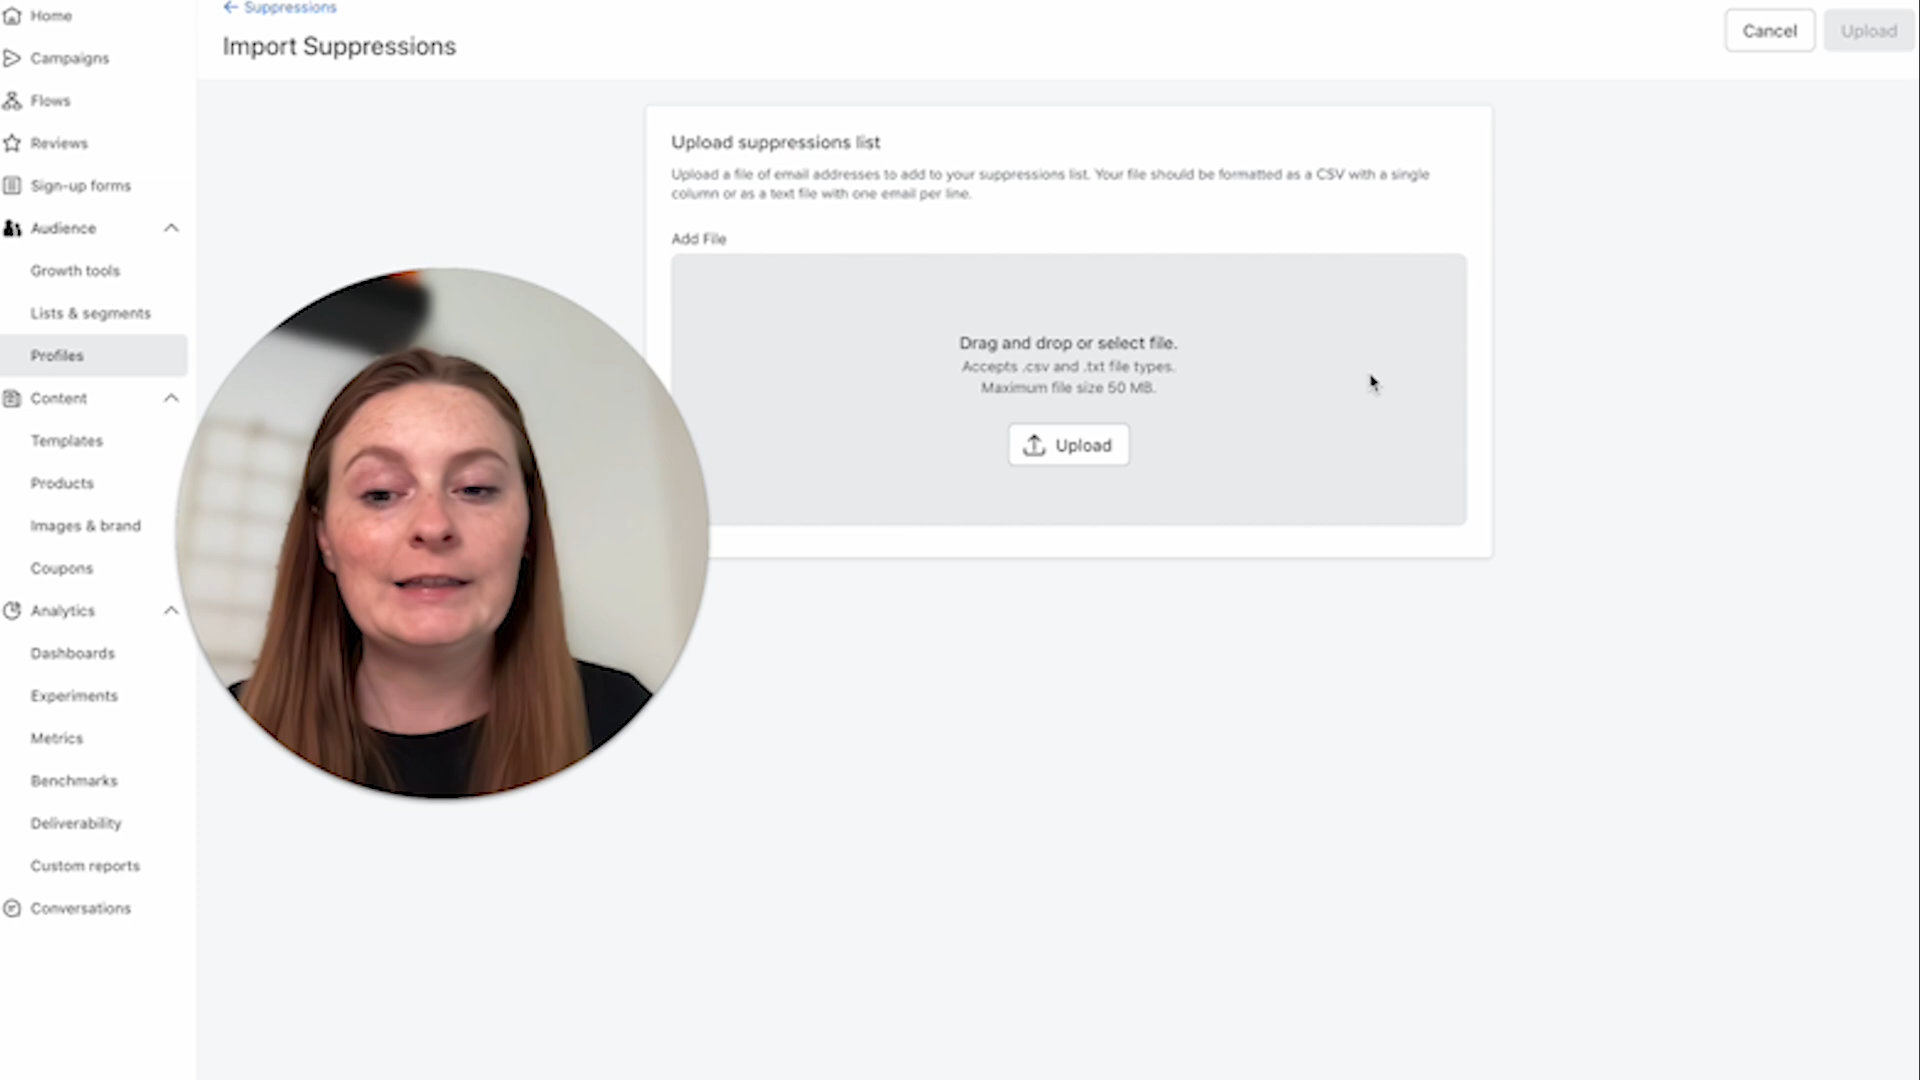 Home
Campaigns
Flows
Reviews
Sign-up forms
Audience
Growth tools
Lists & segments
Profiles
Content
Templates
Products
Images & brand
Coupons
Analytics
Dashboards
Experiments
Metrics
Benchmarks
Deliverability
Custom reports
Conversations
← Suppressions
Import Suppressions
Cancel
Upload
Upload suppressions list
Upload a file of email addresses to add to your suppressions list. Your file should be formatted as a CSV with a single
column or as a text file with one email per line.
Add File
Drag and drop or select file.
Accepts .csv and .txt file types.
Maximum file size 50 MB.
Upload